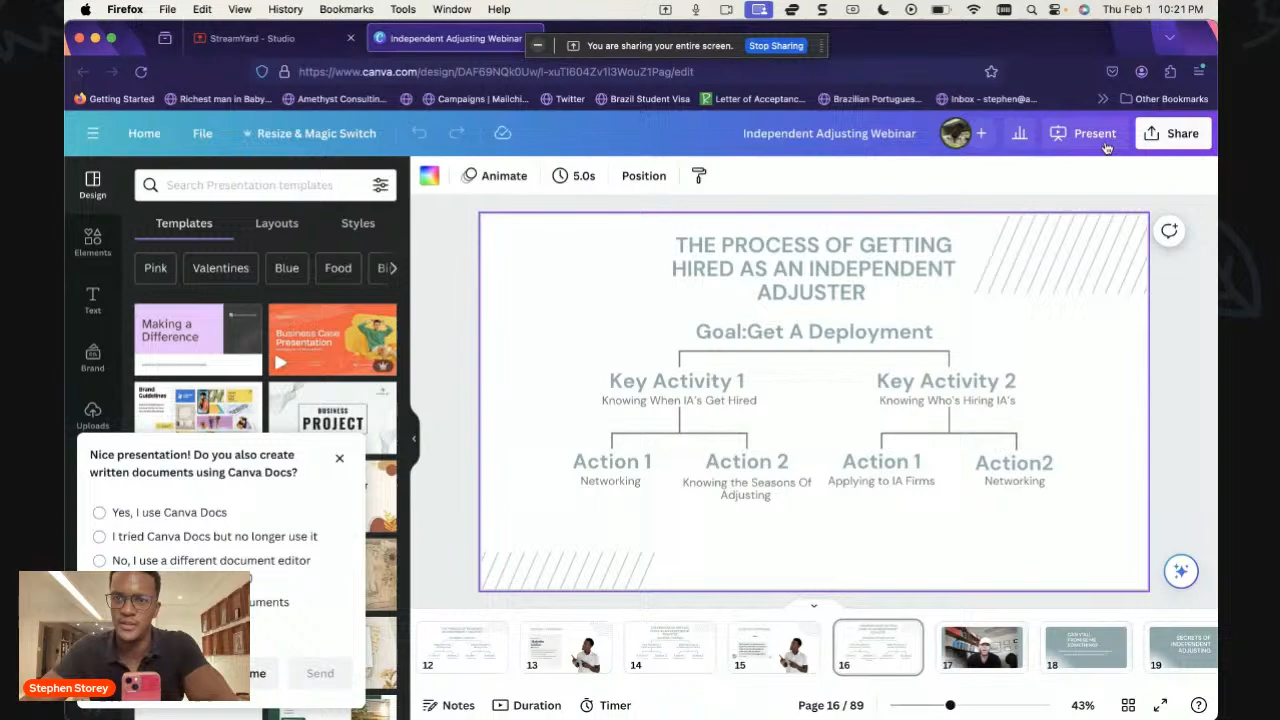 Firefox File Edit View History Bookmarks Tools Window Help Thu Feb 1 10:21 PM
StreamYard - Studio
Independent Adjusting Webinar
You are sharing your entire screen. Stop Sharing
https://www.canva.com/design/DAF69NQk0Uw/I-xuTI604Zv1l3WouZ1Pag/edit
Getting Started Richest man in Baby... Amethyst Consultin... Campaigns | Mailchi... Twitter Brazil Student Visa Letter of Acceptanc... Brazilian Portugues... Inbox - stephen@a... Other Bookmarks
Home File Resize & Magic Switch Independent Adjusting Webinar Present Share
Design
Elements
Text
Brand
Uploads
Search Presentation templates
Templates Layouts Styles
Pink Valentines Blue Food
Making a
Difference
Business Case
Presentation
Brand
Guidelines
BUSINESS
PROJECT
Nice presentation! Do you also create
written documents using Canva Docs?
Yes, I use Canva Docs
I tried Canva Docs but no longer use it
No, I use a different document editor
Send
Stephen Storey
Animate 5.0s Position
THE PROCESS OF GETTING
HIRED AS AN INDEPENDENT
ADJUSTER
Goal:Get A Deployment
Key Activity 1
Knowing When IA's Get Hired
Key Activity 2
Knowing Who's Hiring IA's
Action 1
Networking
Action 2
Knowing the Seasons Of
Adjusting
Action 1
Applying to IA Firms
Action2
Networking
12 13 14 15 16 17 18 19
SECRETS OF
INDEPENDENT
ADJUSTING
Notes Duration Timer Page 16 / 89 43%